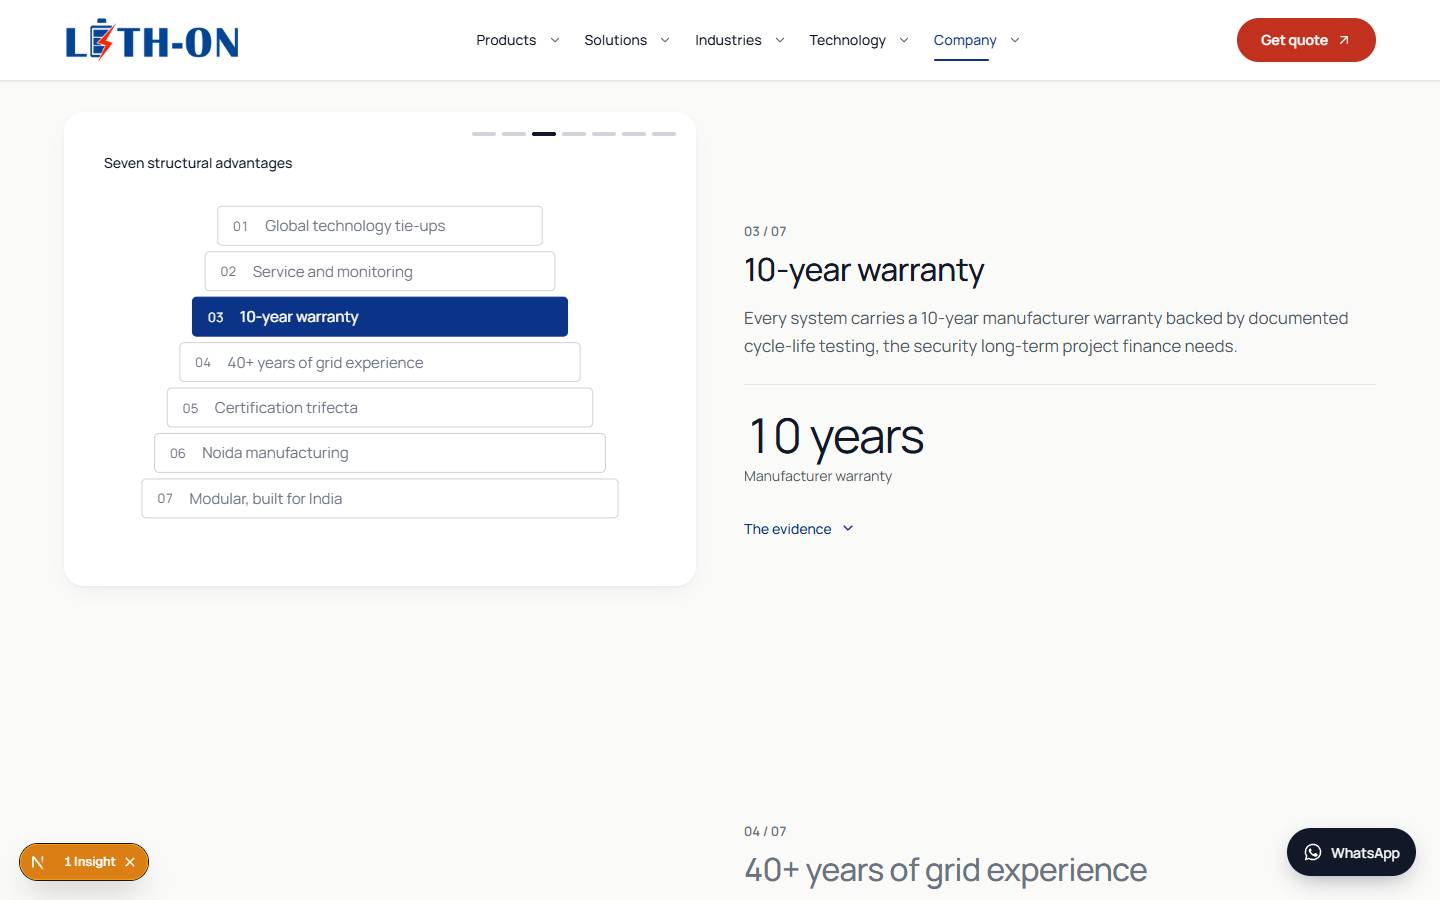 LITH-ON
Products
Solutions
Industries
Technology
Company
Get quote
Seven structural advantages
01 Global technology tie-ups
02 Service and monitoring
03 10-year warranty
04 40+ years of grid experience
05 Certification trifecta
06 Noida manufacturing
07 Modular, built for India
03 / 07
10-year warranty
Every system carries a 10-year manufacturer warranty backed by documented
cycle-life testing, the security long-term project finance needs.
10 years
Manufacturer warranty
The evidence
04 / 07
40+ years of grid experience
N 1 Insight
WhatsApp